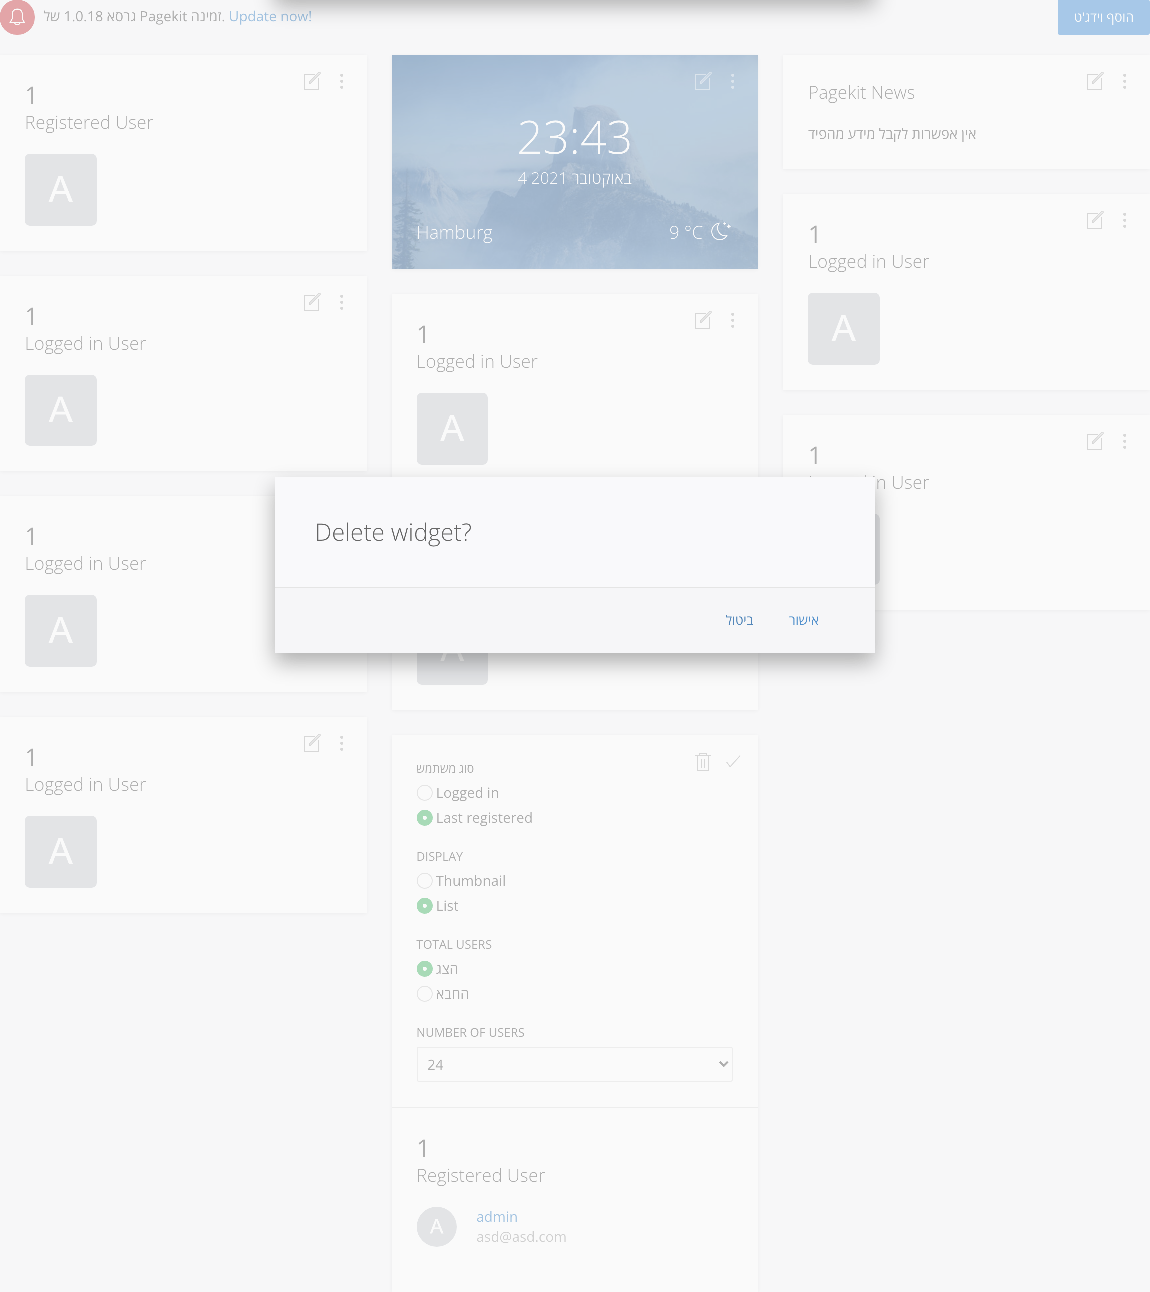 גרסא 1.0.18 של Pagekit זמינה. Update now!
הוסף וידג'ט
1
Registered User
A
1
Logged in User
A
1
Logged in User
A
1
Logged in User
A
23:43
4 באוקטובר 2021
Hamburg
9 °C
1
Logged in User
A
A
סוג משתמש
Logged in
Last registered
DISPLAY
Thumbnail
List
TOTAL USERS
הצג
החבא
NUMBER OF USERS
24
1
Registered User
A
admin
asd@asd.com
Pagekit News
אין אפשרות לקבל מידע מהפיד
1
Logged in User
A
1
in User
Delete widget?
ביטול
אישור